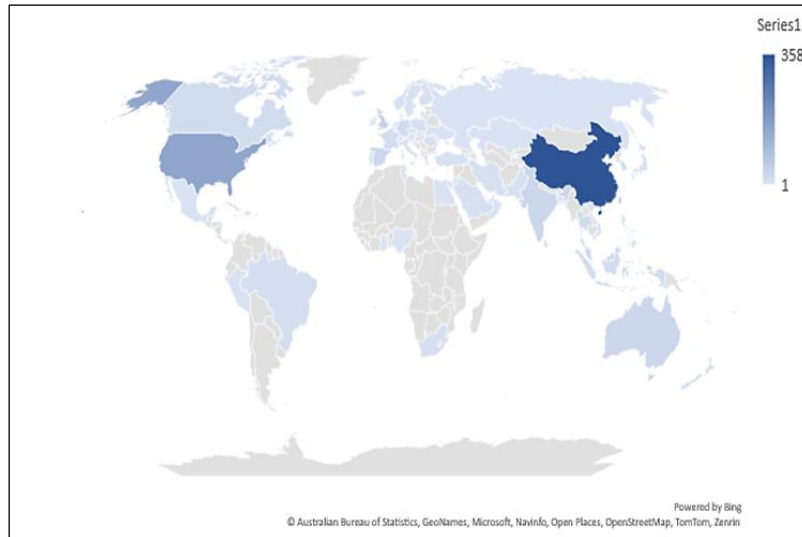 Series1
358
1
Powered by Bing
© Australian Bureau of Statistics, GeoNames, Microsoft, Navinfo, Open Places, OpenStreetMap, TomTom, Zenrin